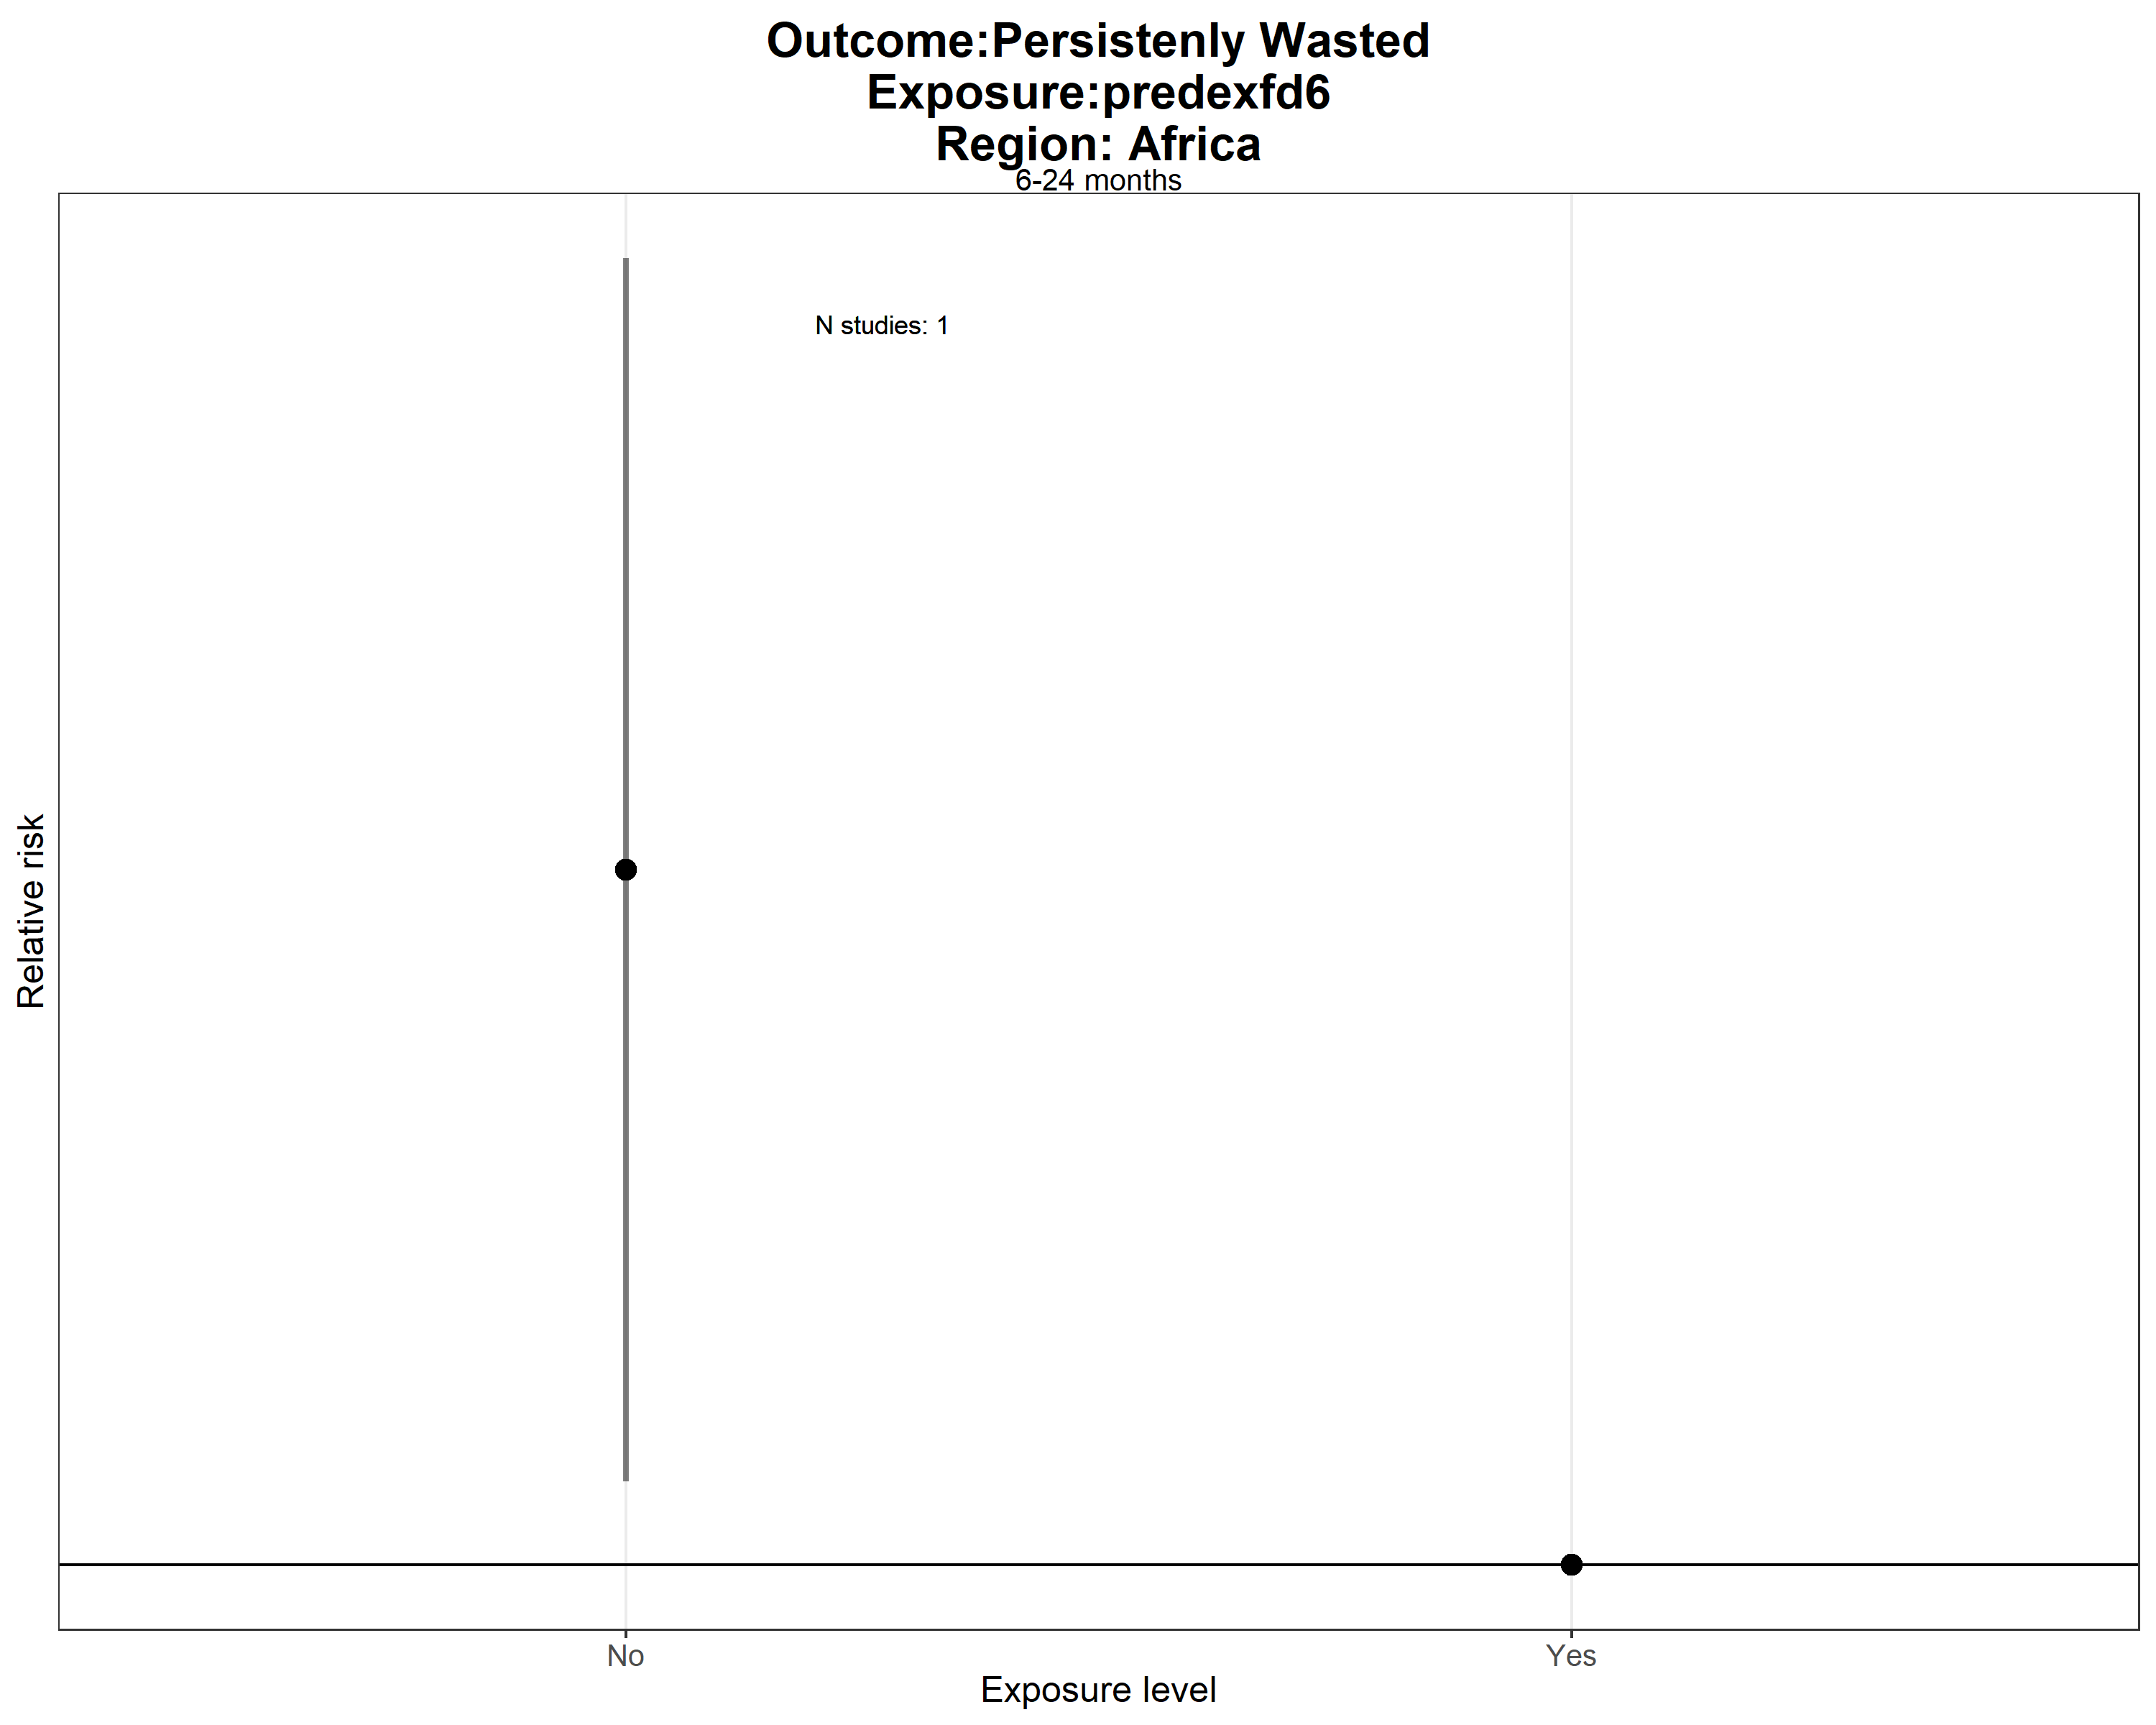 Outcome:Persistenly Wasted
Exposure:predexfd6
Region: Africa
6-24 months
N studies: 1
Relative risk
No
Yes
Exposure level